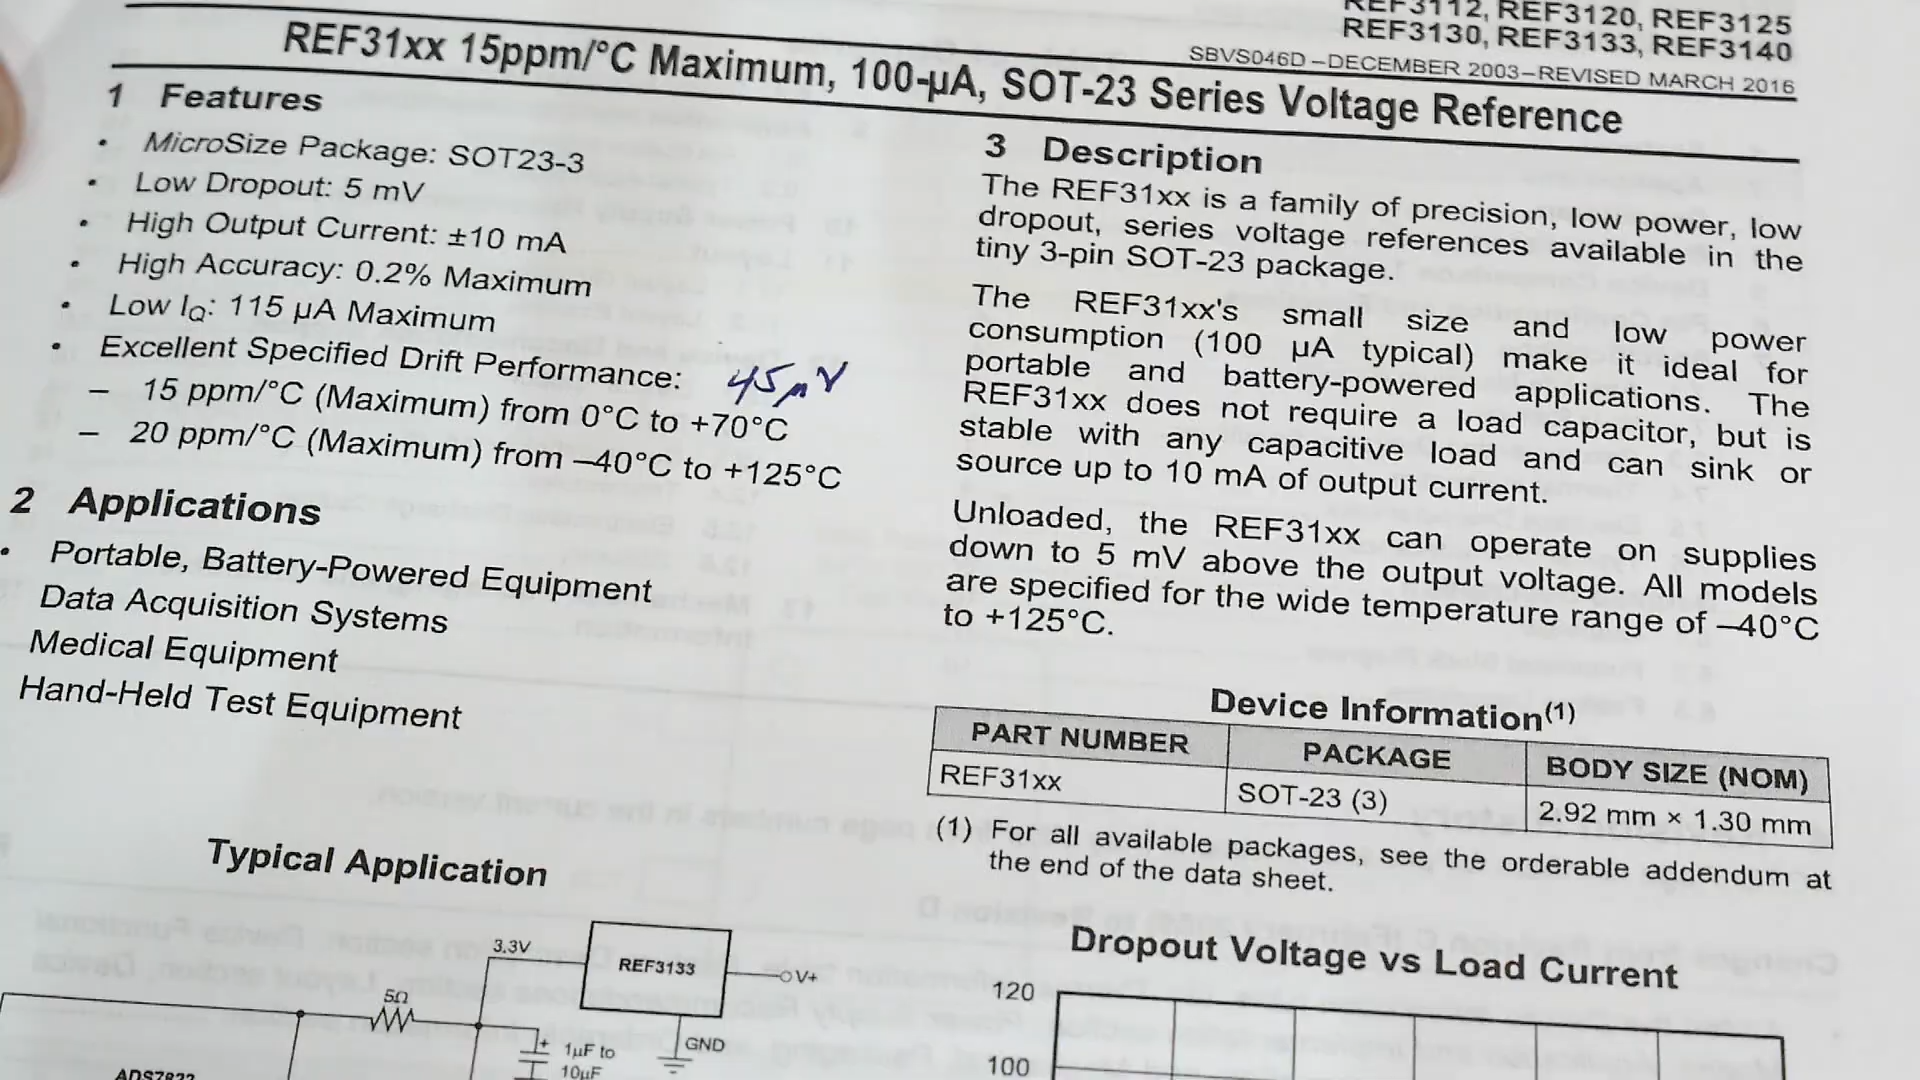 REF3112, REF3120, REF3125
REF3130, REF3133, REF3140
SBVS046D –DECEMBER 2003–REVISED MARCH 2016
REF31xx 15ppm/°C Maximum, 100-µA, SOT-23 Series Voltage Reference
1 Features
• MicroSize Package: SOT23-3
• Low Dropout: 5 mV
• High Output Current: ±10 mA
• High Accuracy: 0.2% Maximum
• Low IQ: 115 µA Maximum
• Excellent Specified Drift Performance: 45µV
– 15 ppm/°C (Maximum) from 0°C to +70°C
– 20 ppm/°C (Maximum) from –40°C to +125°C
2 Applications
• Portable, Battery-Powered Equipment
Data Acquisition Systems
Medical Equipment
Hand-Held Test Equipment
Typical Application
3.3V
REF3133
V+
5Ω
+
1µF to
10µF
GND
ADS7822
3 Description
The REF31xx is a family of precision, low power, low
dropout, series voltage references available in the
tiny 3-pin SOT-23 package.
The REF31xx's small size and low power
consumption (100 µA typical) make it ideal for
portable and battery-powered applications. The
REF31xx does not require a load capacitor, but is
stable with any capacitive load and can sink or
source up to 10 mA of output current.
Unloaded, the REF31xx can operate on supplies
down to 5 mV above the output voltage. All models
are specified for the wide temperature range of –40°C
to +125°C.
Device Information(1)
PART NUMBER PACKAGE BODY SIZE (NOM)
REF31xx SOT-23 (3) 2.92 mm × 1.30 mm
(1) For all available packages, see the orderable addendum at
the end of the data sheet.
Dropout Voltage vs Load Current
120
100